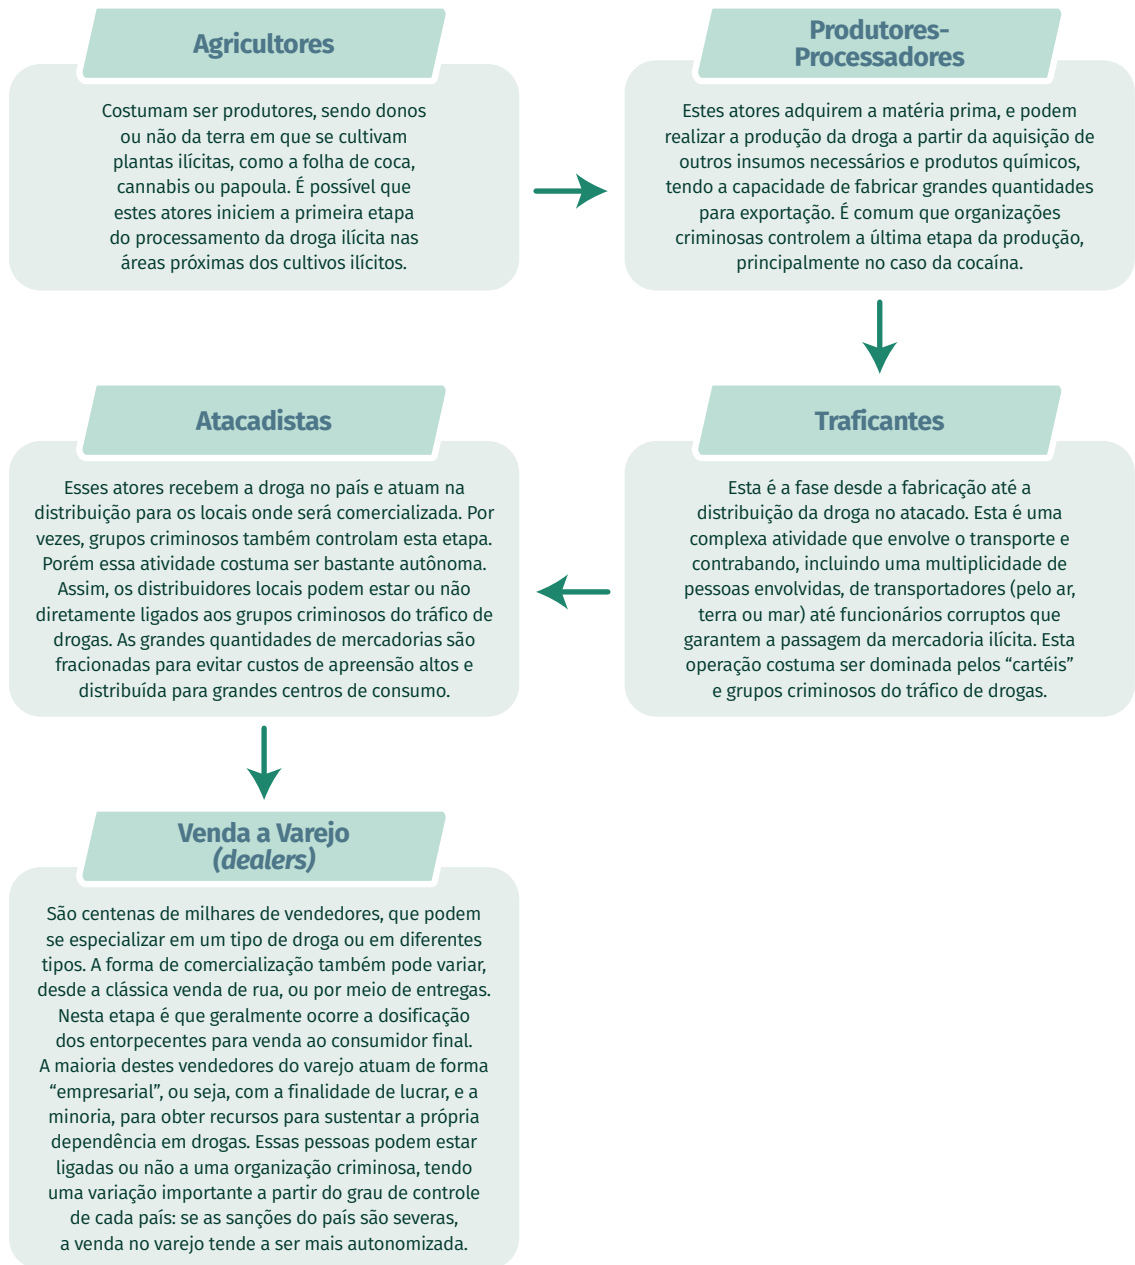 Agricultores
Costumam ser produtores, sendo donos
ou não da terra em que se cultivam
plantas ilícitas, como a folha de coca,
cannabis ou papoula. É possível que
estes atores iniciem a primeira etapa
do processamento da droga ilícita nas
áreas próximas dos cultivos ilícitos.
Produtores-
Processadores
Estes atores adquirem a matéria prima, e podem
realizar a produção da droga a partir da aquisição de
outros insumos necessários e produtos químicos,
tendo a capacidade de fabricar grandes quantidades
para exportação. É comum que organizações
criminosas controlem a última etapa da produção,
principalmente no caso da cocaína.
Traficantes
Esta é a fase desde a fabricação até a
distribuição da droga no atacado. Esta é uma
complexa atividade que envolve o transporte e
contrabando, incluindo uma multiplicidade de
pessoas envolvidas, de transportadores (pelo ar,
terra ou mar) até funcionários corruptos que
garantem a passagem da mercadoria ilícita. Esta
operação costuma ser dominada pelos “cartéis”
e grupos criminosos do tráfico de drogas.
Atacadistas
Esses atores recebem a droga no país e atuam na
distribuição para os locais onde será comercializada. Por
vezes, grupos criminosos também controlam esta etapa.
Porém essa atividade costuma ser bastante autônoma.
Assim, os distribuidores locais podem estar ou não
diretamente ligados aos grupos criminosos do tráfico de
drogas. As grandes quantidades de mercadorias são
fracionadas para evitar custos de apreensão altos e
distribuída para grandes centros de consumo.
Venda a Varejo
(dealers)
São centenas de milhares de vendedores, que podem
se especializar em um tipo de droga ou em diferentes
tipos. A forma de comercialização também pode variar,
desde a clássica venda de rua, ou por meio de entregas.
Nesta etapa é que geralmente ocorre a dosificação
dos entorpecentes para venda ao consumidor final.
A maioria destes vendedores do varejo atuam de forma
“empresarial”, ou seja, com a finalidade de lucrar, e a
minoria, para obter recursos para sustentar a própria
dependência em drogas. Essas pessoas podem estar
ligadas ou não a uma organização criminosa, tendo
uma variação importante a partir do grau de controle
de cada país: se as sanções do país são severas,
a venda no varejo tende a ser mais autonomizada.